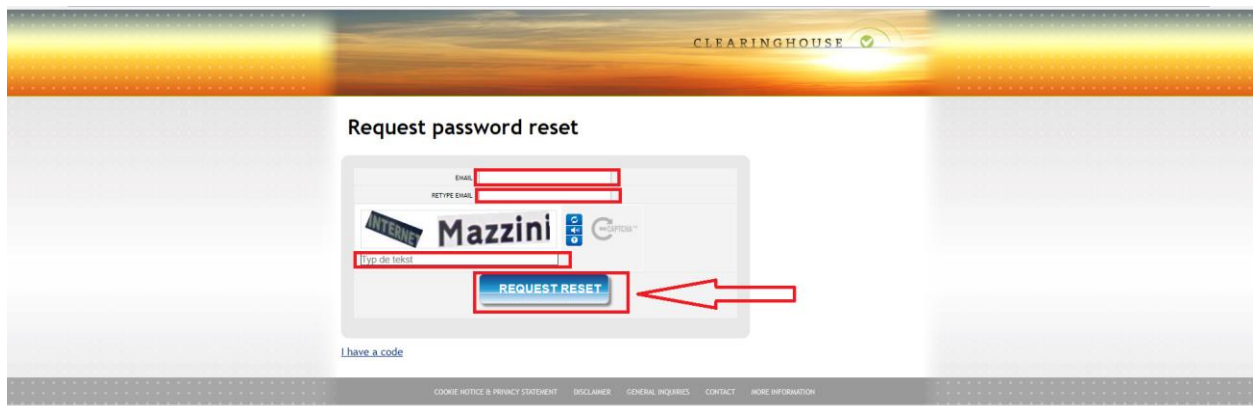 CLEARINGHOUSE
Request password reset
EMAIL
RETYPE EMAIL
INTERNET Mazzini
reCAPTCHA™
Typ de tekst
REQUEST RESET
I have a code
COOKIE NOTICE & PRIVACY STATEMENT DISCLAIMER GENERAL INQUIRIES CONTACT MORE INFORMATION